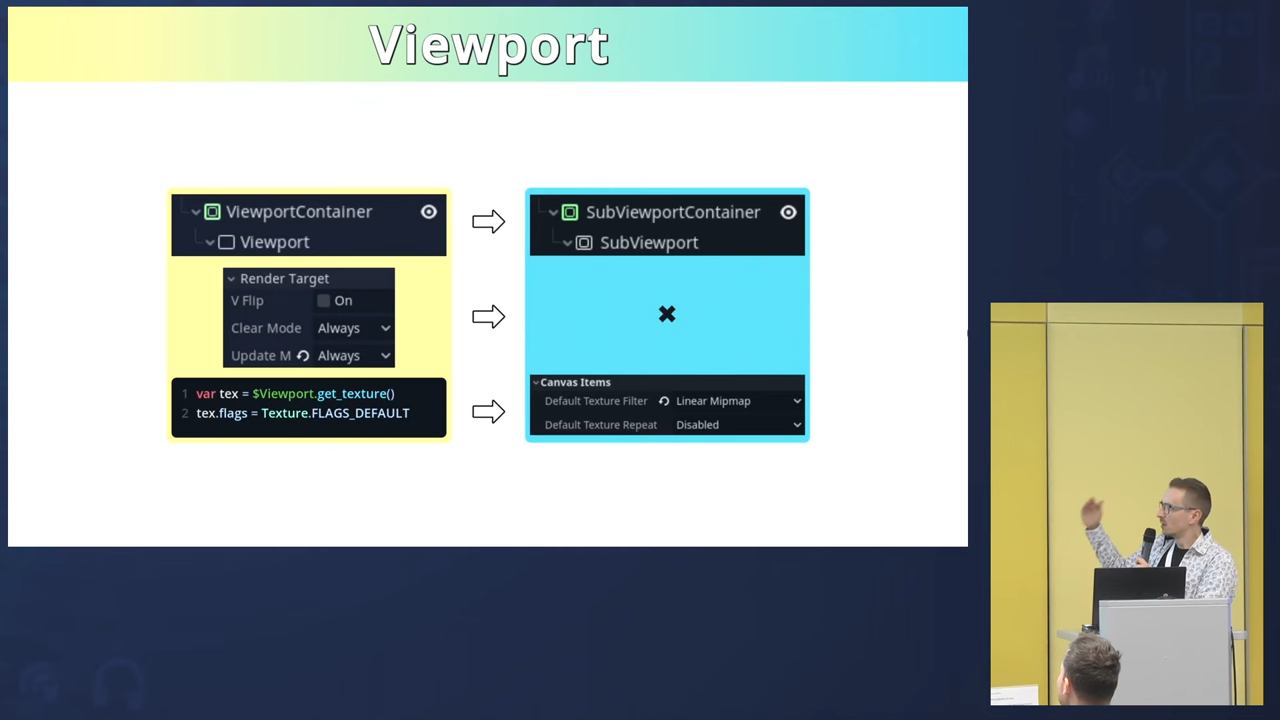 Viewport
ViewportContainer
Viewport
SubViewportContainer
SubViewport
Render Target
V Flip On
Clear Mode Always
Update M Always
✖
1 var tex = $Viewport.get_texture()
2 tex.flags = Texture.FLAGS_DEFAULT
Canvas Items
Default Texture Filter Linear Mipmap
Default Texture Repeat Disabled